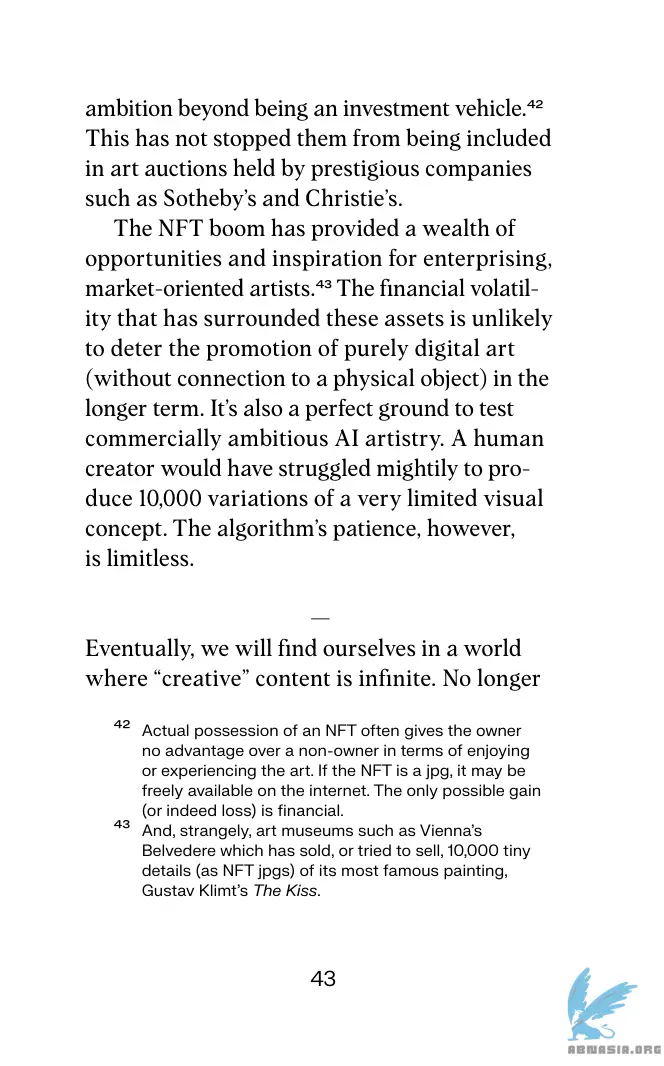 ambition beyond being an investment vehicle.⁴²
This has not stopped them from being included
in art auctions held by prestigious companies
such as Sotheby’s and Christie’s.
The NFT boom has provided a wealth of
opportunities and inspiration for enterprising,
market-oriented artists.⁴³ The financial volatil-
ity that has surrounded these assets is unlikely
to deter the promotion of purely digital art
(without connection to a physical object) in the
longer term. It’s also a perfect ground to test
commercially ambitious AI artistry. A human
creator would have struggled mightily to pro-
duce 10,000 variations of a very limited visual
concept. The algorithm’s patience, however,
is limitless.
—
Eventually, we will find ourselves in a world
where “creative” content is infinite. No longer
⁴² Actual possession of an NFT often gives the owner
no advantage over a non-owner in terms of enjoying
or experiencing the art. If the NFT is a jpg, it may be
freely available on the internet. The only possible gain
(or indeed loss) is financial.
⁴³ And, strangely, art museums such as Vienna’s
Belvedere which has sold, or tried to sell, 10,000 tiny
details (as NFT jpgs) of its most famous painting,
Gustav Klimt’s The Kiss.
43
ABNASIA.ORG